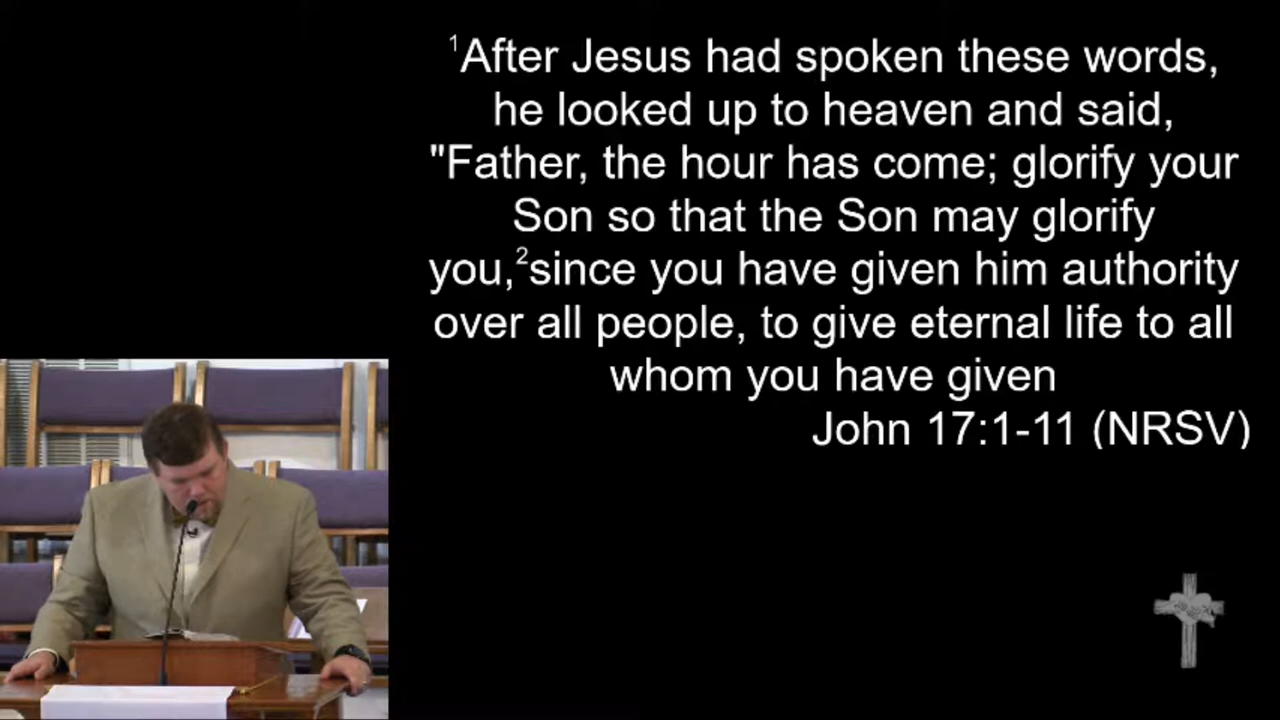 ¹After Jesus had spoken these words,
he looked up to heaven and said,
"Father, the hour has come; glorify your
Son so that the Son may glorify
you,²since you have given him authority
over all people, to give eternal life to all
whom you have given
John 17:1-11 (NRSV)